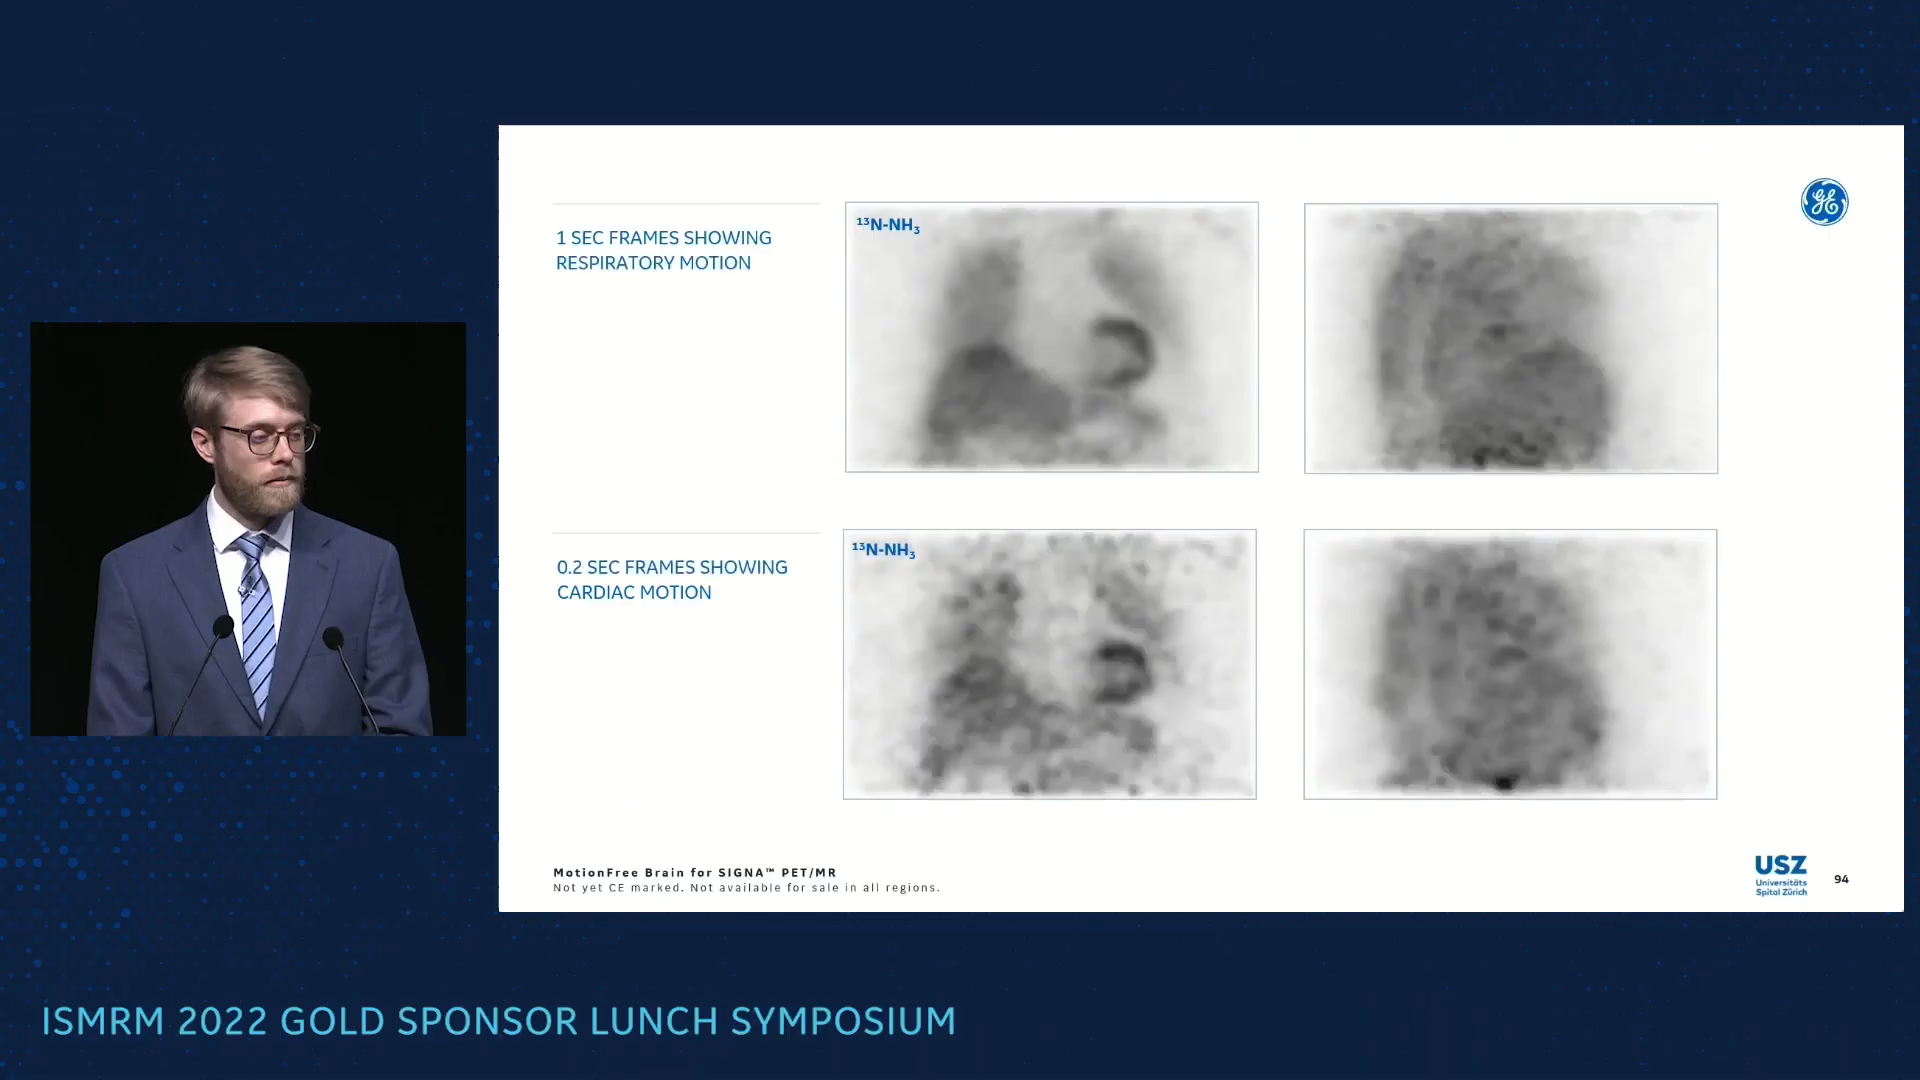 1 SEC FRAMES SHOWING
RESPIRATORY MOTION
¹³N-NH₃
0.2 SEC FRAMES SHOWING
CARDIAC MOTION
¹³N-NH₃
MotionFree Brain for SIGNA™ PET/MR
Not yet CE marked. Not available for sale in all regions.
USZ
Universitäts
Spital Zürich
94
GE
ISMRM 2022 GOLD SPONSOR LUNCH SYMPOSIUM